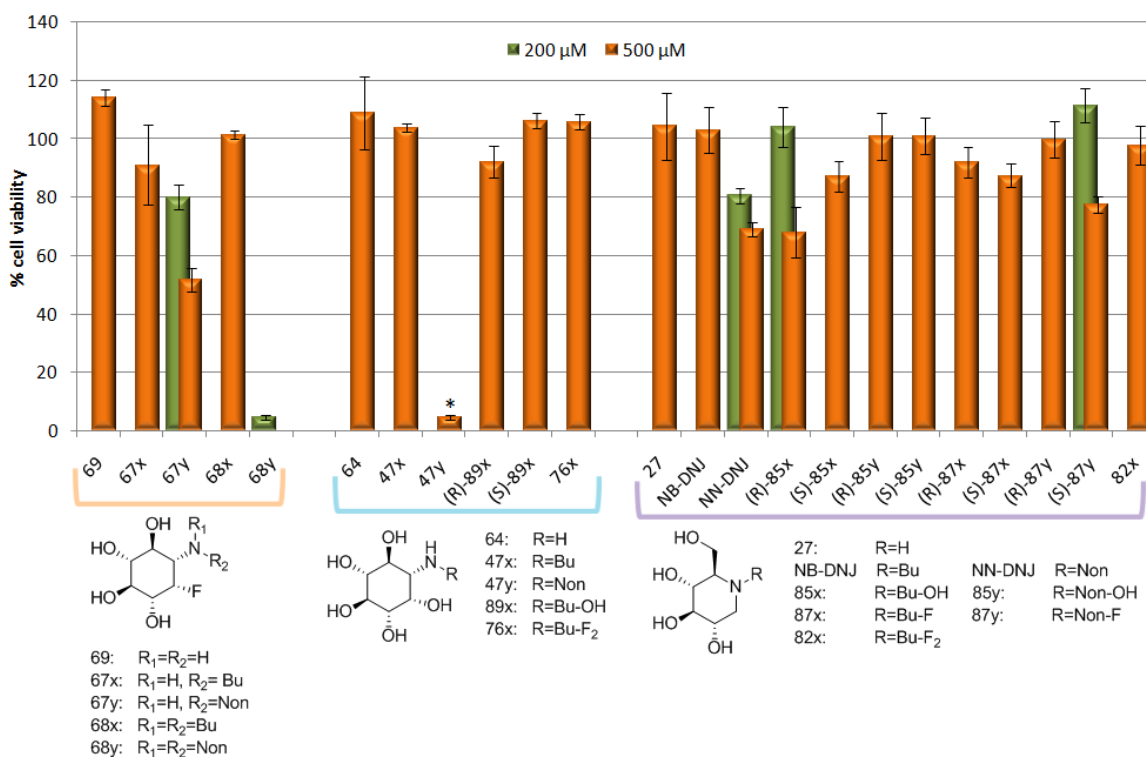 140
120
100
80
60
40
20
0
% cell viability
200 µM
500 µM
*
69
67x
67y
68x
68y
64
47x
47y
(R)-89x
(S)-89x
76x
27
NB-DNJ
NN-DNJ
(R)-85x
(S)-85x
(R)-85y
(S)-85y
(R)-87x
(S)-87x
(R)-87y
(S)-87y
82x
OH
R₁
HO
N
R₂
HO
F
OH
69: R₁=R₂=H
67x: R₁=H, R₂= Bu
67y: R₁=H, R₂=Non
68x: R₁=R₂=Bu
68y: R₁=R₂=Non
OH
H
HO
N
R
HO
OH
OH
64: R=H
47x: R=Bu
47y: R=Non
89x: R=Bu-OH
76x: R=Bu-F₂
HO
HO
N
R
HO
OH
27: R=H
NB-DNJ R=Bu NN-DNJ R=Non
85x: R=Bu-OH 85y: R=Non-OH
87x: R=Bu-F 87y: R=Non-F
82x: R=Bu-F₂